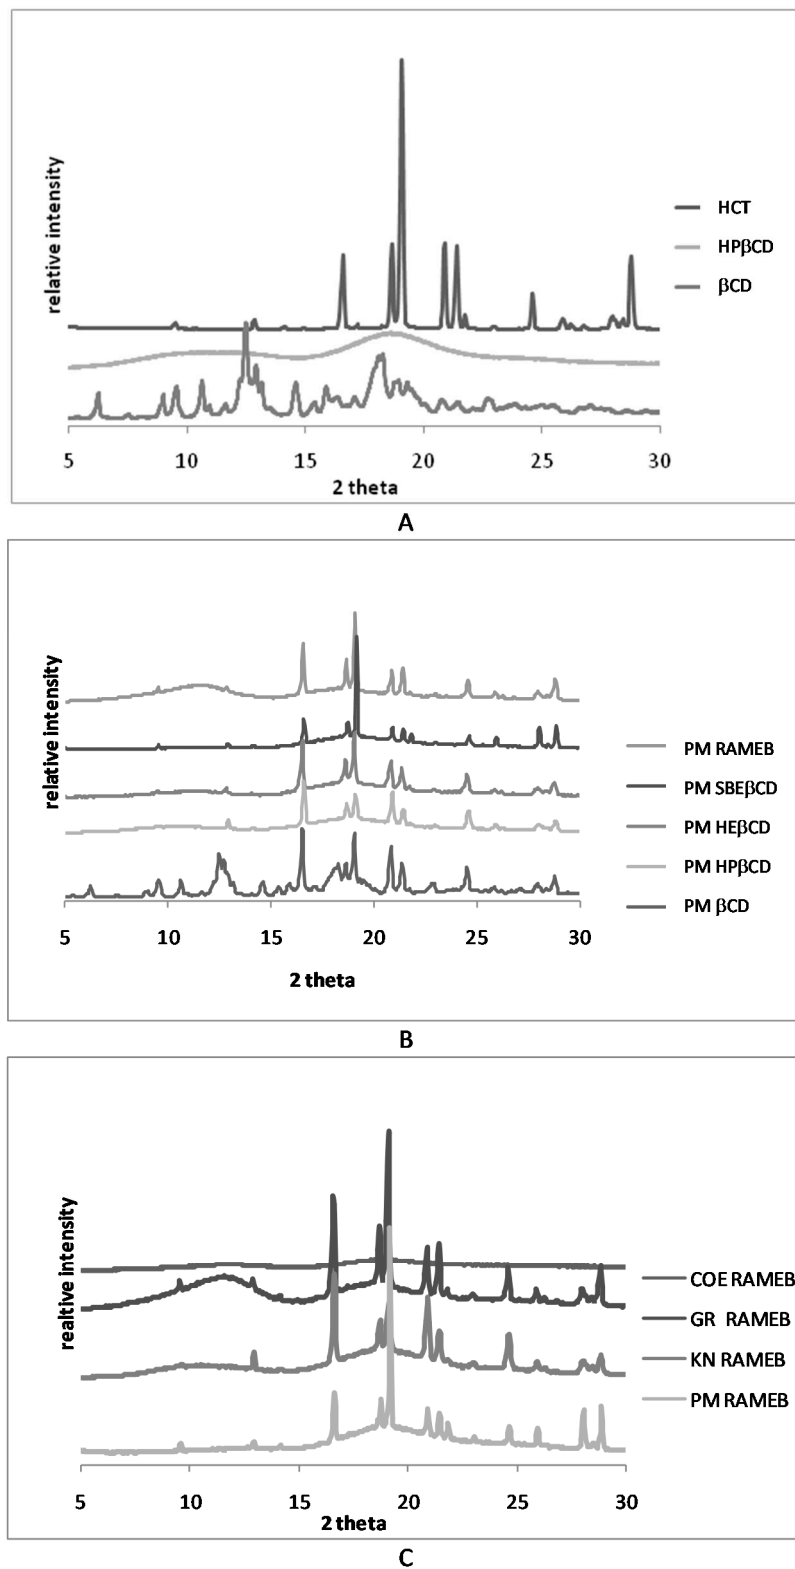 relative intensity
HCT
HPβCD
βCD
5 10 15 20 25 30
2 theta
A
relative intensity
PM RAMEB
PM SBEβCD
PM HEβCD
PM HPβCD
PM βCD
5 10 15 20 25 30
2 theta
B
realtive intensity
COE RAMEB
GR RAMEB
KN RAMEB
PM RAMEB
5 10 15 20 25 30
2 theta
C